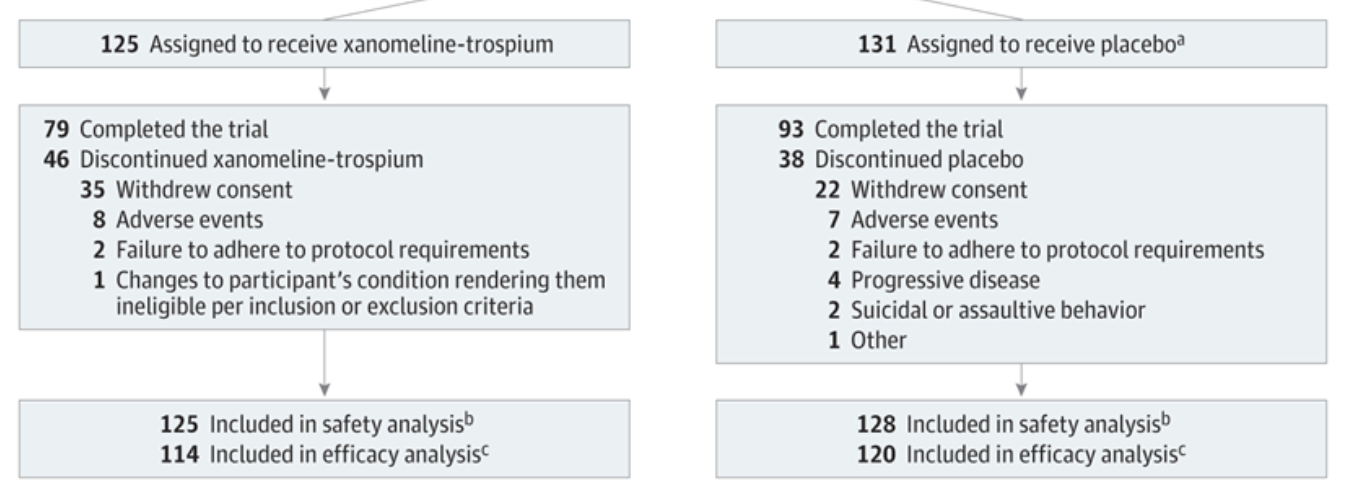 125 Assigned to receive xanomeline-trospium
131 Assigned to receive placeboᵃ
79 Completed the trial
46 Discontinued xanomeline-trospium
35 Withdrew consent
8 Adverse events
2 Failure to adhere to protocol requirements
1 Changes to participant's condition rendering them
ineligible per inclusion or exclusion criteria
93 Completed the trial
38 Discontinued placebo
22 Withdrew consent
7 Adverse events
2 Failure to adhere to protocol requirements
4 Progressive disease
2 Suicidal or assaultive behavior
1 Other
125 Included in safety analysisᵇ
114 Included in efficacy analysisᶜ
128 Included in safety analysisᵇ
120 Included in efficacy analysisᶜ